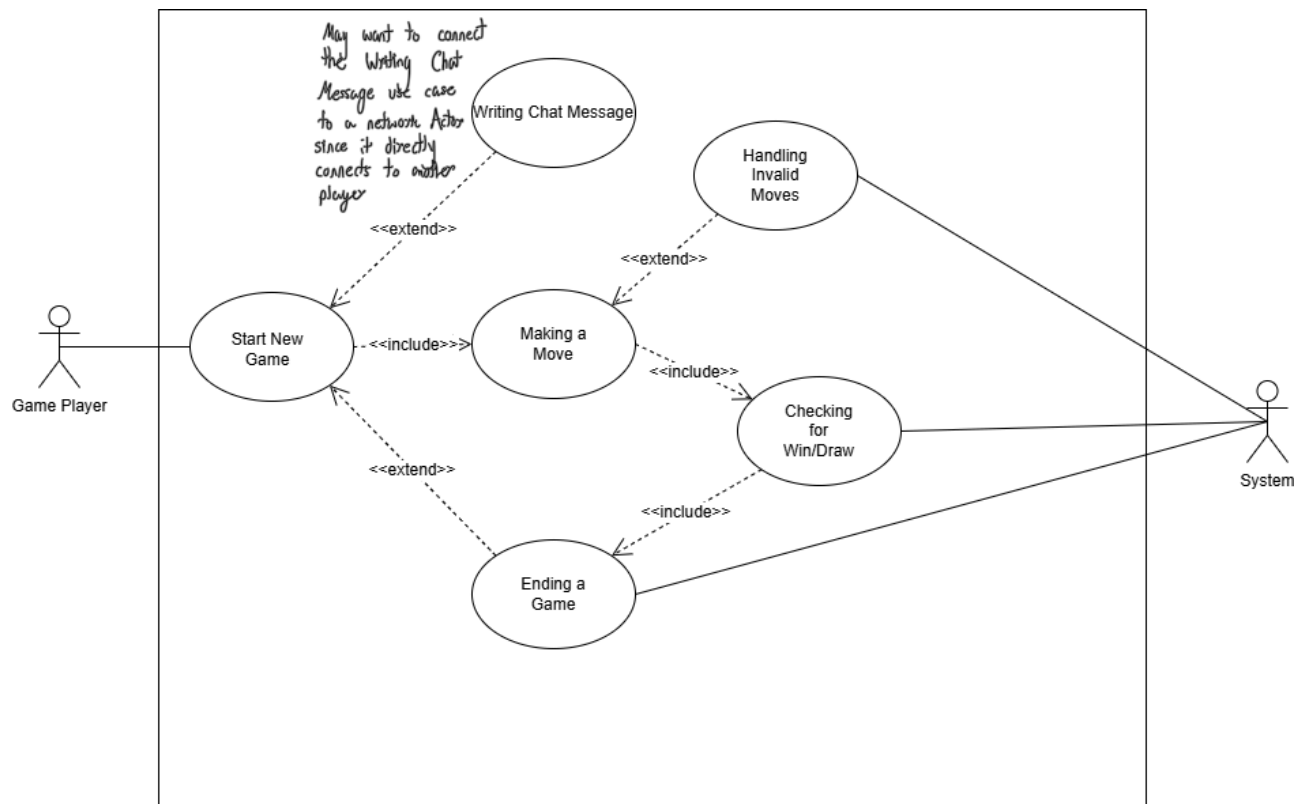 May want to connect
the Writing Chat
Message use case
to a network Actor
since it directly
connects to another
player
Writing Chat Message
Handling
Invalid
Moves
<<extend>>
<<extend>>
Start New
Game
<<include>>
Making a
Move
<<include>>
Game Player
Checking
for
Win/Draw
<<extend>>
System
<<include>>
Ending a
Game